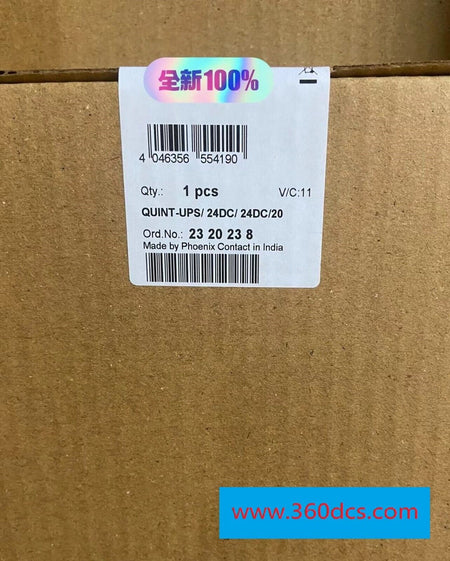 全新100%
4 046356 554190
Qty.: 1 pcs V/C:11
QUINT-UPS/ 24DC/ 24DC/20
Ord.No.: 23 20 23 8
Made by Phoenix Contact in India
www.360dcs.com